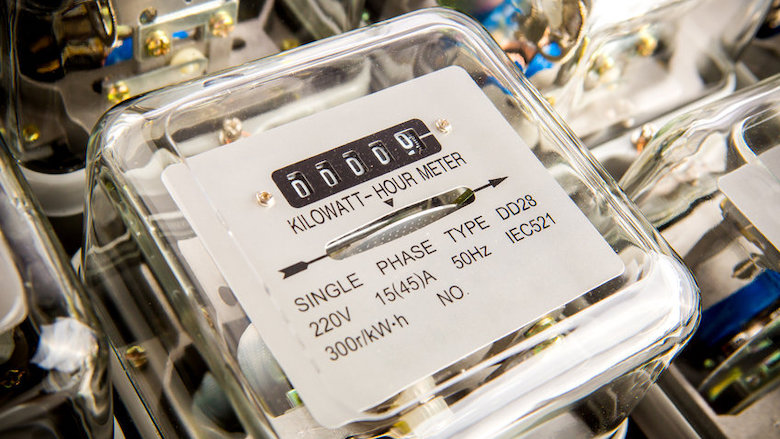 00009
KILOWATT-HOUR METER
SINGLE PHASE TYPE DD28
220V 15(45)A 50Hz IEC521
300r/kW·h NO.